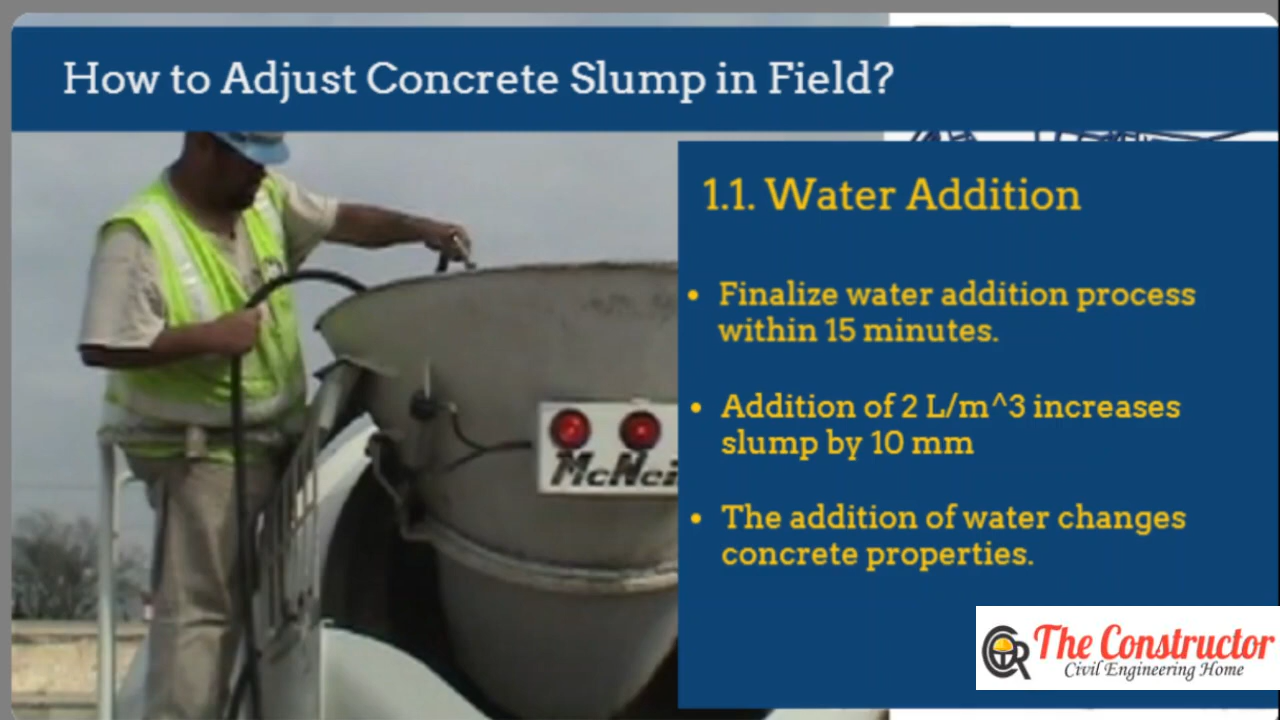 How to Adjust Concrete Slump in Field?
1.1. Water Addition
• Finalize water addition process
within 15 minutes.
• Addition of 2 L/m^3 increases
slump by 10 mm
• The addition of water changes
concrete properties.
McNei
The Constructor
Civil Engineering Home